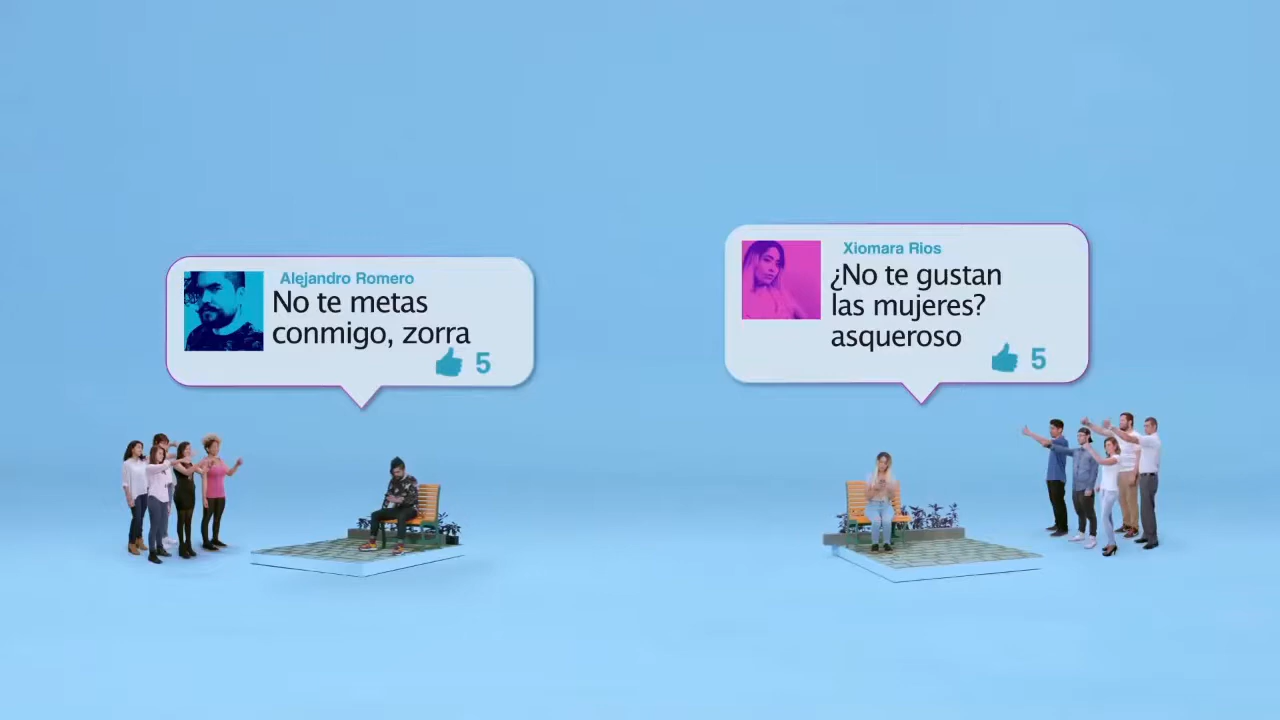 Alejandro Romero
No te metas
conmigo, zorra
5
Xiomara Rios
¿No te gustan
las mujeres?
asqueroso
5